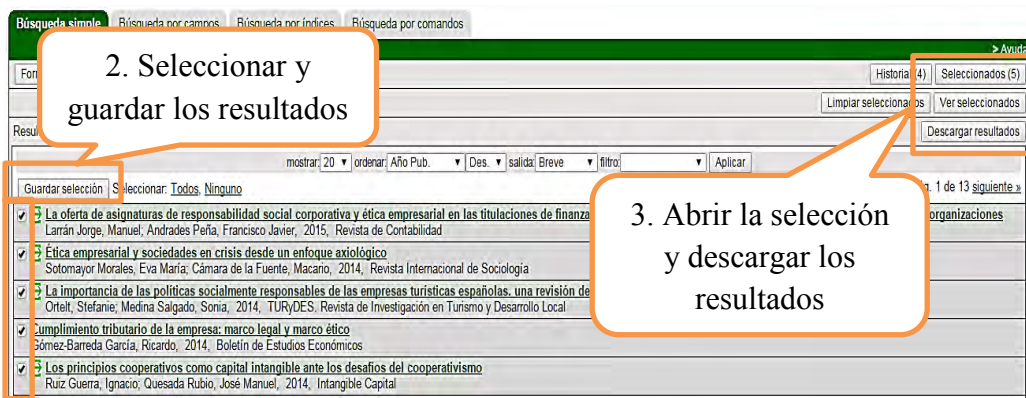 Búsqueda simple Búsqueda por campos Búsqueda por índices Búsqueda por comandos
> Ayuda
2. Seleccionar y
guardar los resultados
Historial (4) Seleccionados (5)
Limpiar seleccionados Ver seleccionados
Descargar resultados
mostrar: 20 ordenar: Año Pub. Des. salida: Breve filtro: Aplicar
Guardar selección Seleccionar: Todos, Ninguno 1 de 13 siguiente »
3. Abrir la selección
y descargar los
resultados
La oferta de asignaturas de responsabilidad social corporativa y ética empresarial en las titulaciones de organizaciones
Larrán Jorge, Manuel; Andrades Peña, Francisco Javier, 2015, Revista de Contabilidad
Ética empresarial y sociedades en crisis desde un enfoque axiológico
Sotomayor Morales, Eva María; Cámara de la Fuente, Macario, 2014, Revista Internacional de Sociología
La importancia de las políticas socialmente responsables de las empresas turísticas españolas. una revisión de
Ortelt, Stefanie; Medina Salgado, Sonia, 2014, TURyDES. Revista de Investigación en Turismo y Desarrollo Local
Cumplimiento tributario de la empresa: marco legal y marco ético
Gómez-Barreda García, Ricardo, 2014, Boletín de Estudios Económicos
Los principios cooperativos como capital intangible ante los desafíos del cooperativismo
Ruiz Guerra, Ignacio; Quesada Rubio, José Manuel, 2014, Intangible Capital